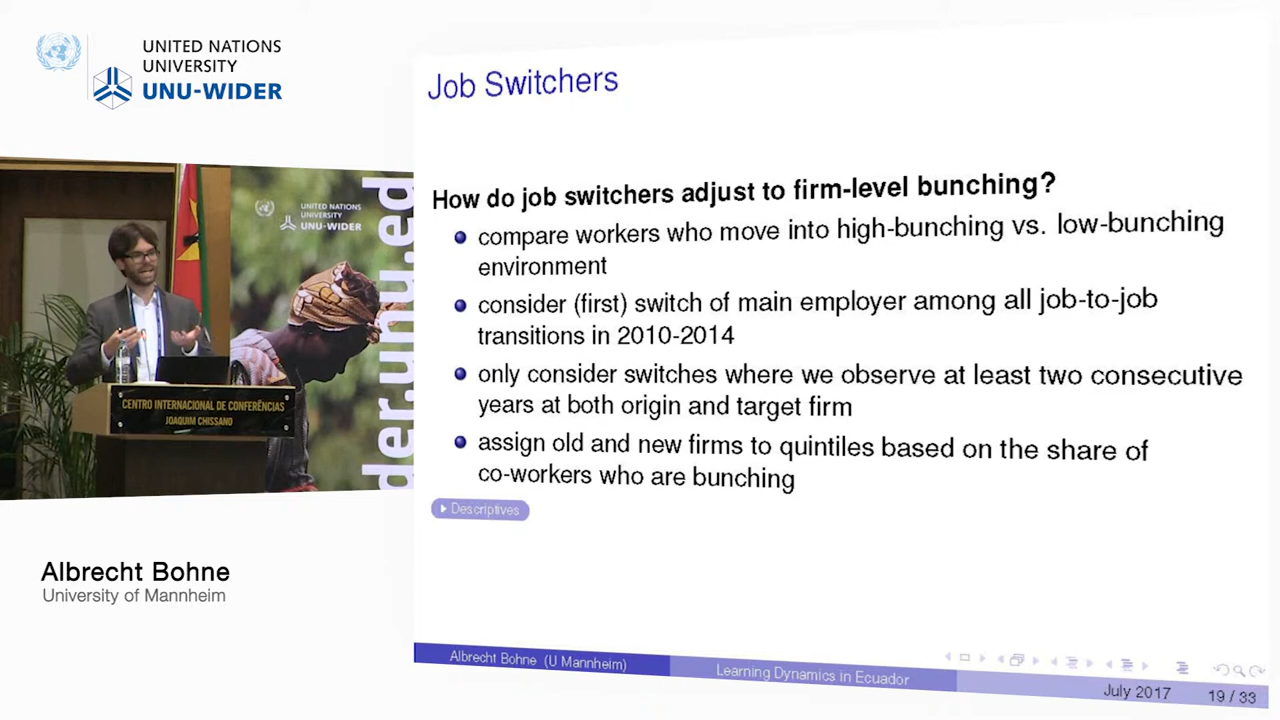 UNITED NATIONS
UNIVERSITY
UNU-WIDER
UNITED NATIONS
UNIVERSITY
UNU-WIDER
der.unu.ed
CENTRO INTERNACIONAL DE CONFERÊNCIAS
JOAQUIM CHISSANO
Albrecht Bohne
University of Mannheim
Job Switchers
How do job switchers adjust to firm-level bunching?
compare workers who move into high-bunching vs. low-bunching
environment
consider (first) switch of main employer among all job-to-job
transitions in 2010-2014
only consider switches where we observe at least two consecutive
years at both origin and target firm
assign old and new firms to quintiles based on the share of
co-workers who are bunching
Descriptives
Albrecht Bohne (U Mannheim)
Learning Dynamics in Ecuador
July 2017
19 / 33